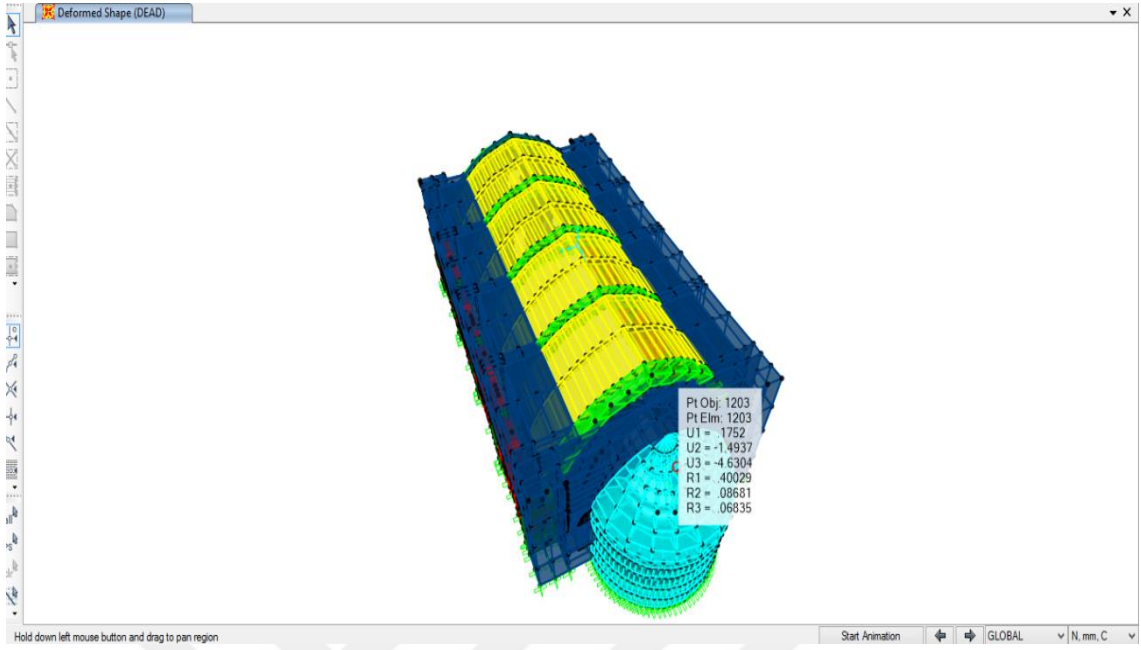 Deformed Shape (DEAD)
Pt Obj: 1203
Pt Elm: 1203
U1 = .1752
U2 = -1.4937
U3 = -4.6304
R1 = .40029
R2 = .08681
R3 = .06835
Hold down left mouse button and drag to pan region
Start Animation
GLOBAL
N, mm, C